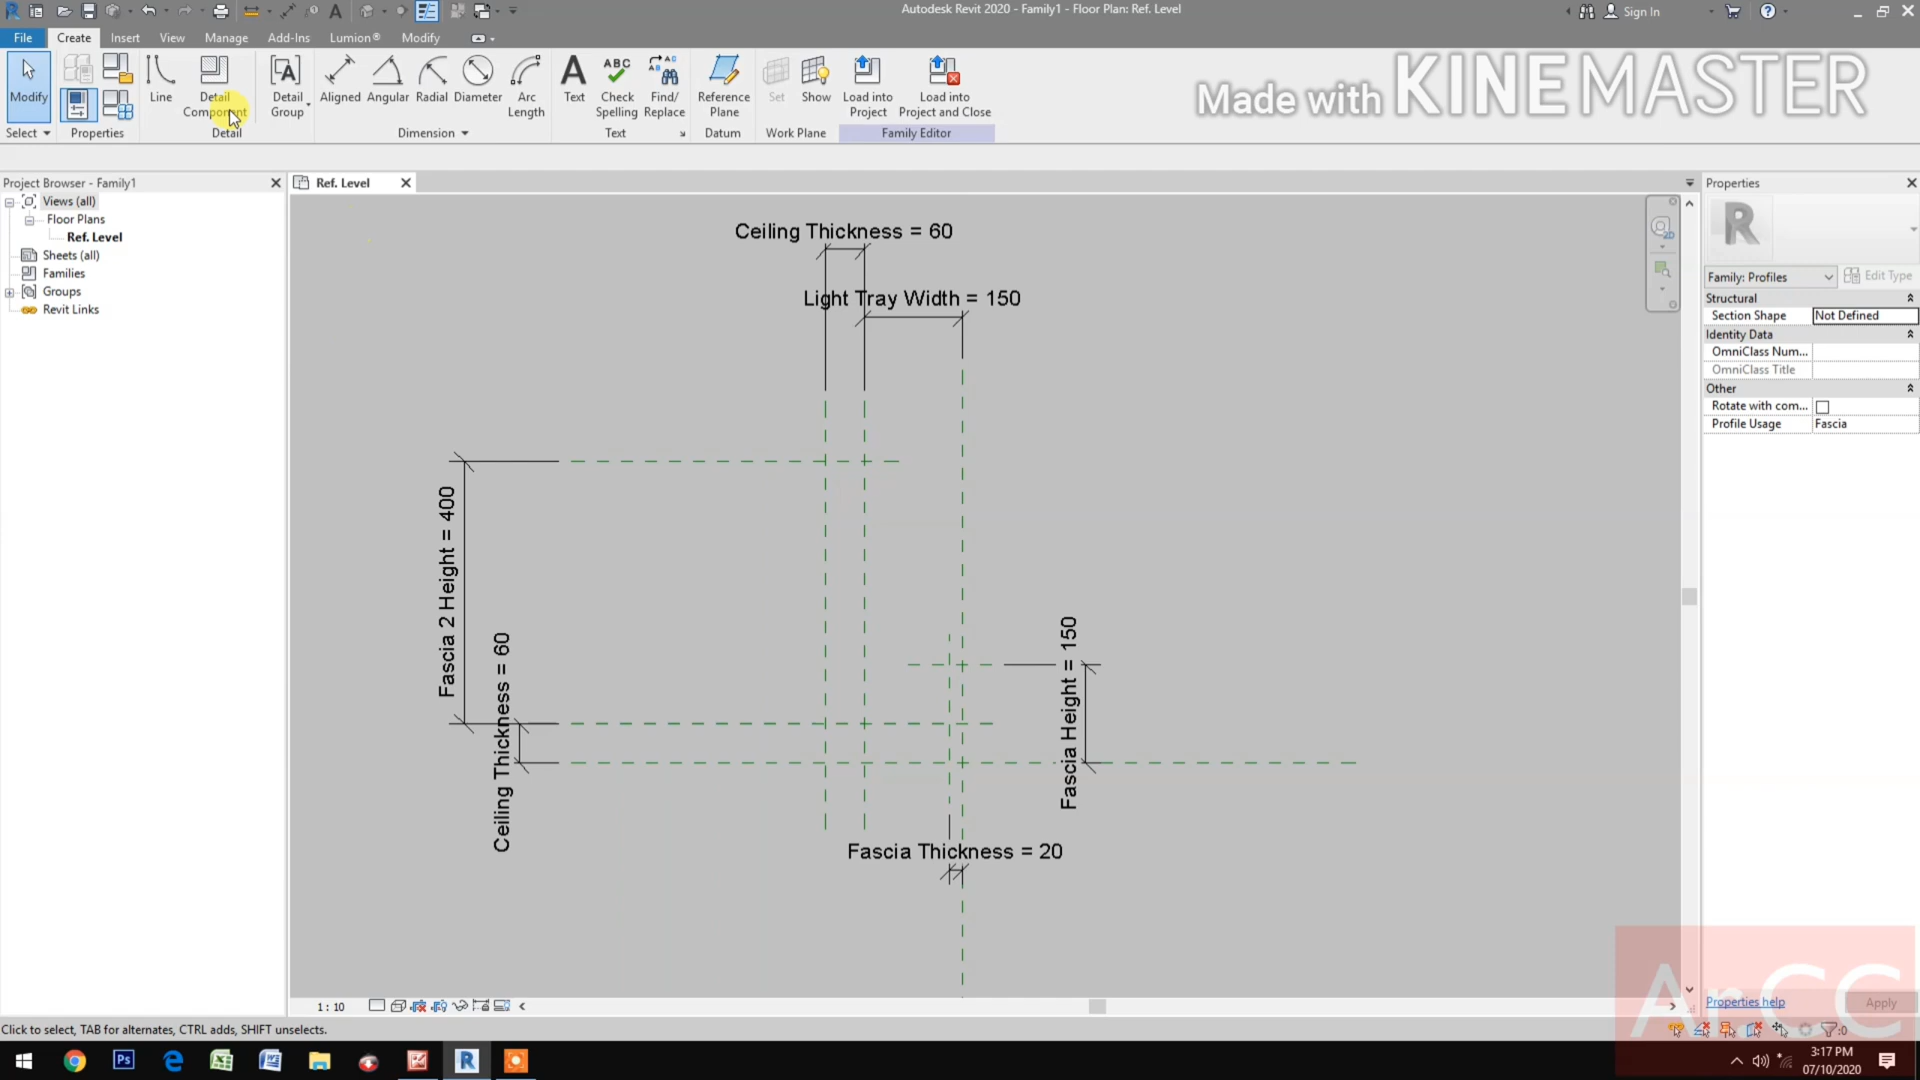 Autodesk Revit 2020 - Family1 - Floor Plan: Ref. Level
Sign In
File Create Insert View Manage Add-Ins Lumion® Modify
Modify
Line
Detail Component
Detail Group
Aligned
Angular
Radial
Diameter
Arc Length
Text
Check Spelling
Find/ Replace
Reference Plane
Set
Show
Load into Project
Load into Project and Close
Select Properties Detail Dimension Text Datum Work Plane Family Editor
Made with KINEMASTER
Project Browser - Family1
Views (all)
Floor Plans
Ref. Level
Sheets (all)
Families
Groups
Revit Links
Ref. Level
Ceiling Thickness = 60
Light Tray Width = 150
Fascia 2 Height = 400
Ceiling Thickness = 60
Fascia Height = 150
Fascia Thickness = 20
Properties
R
Family: Profiles
Edit Type
Structural
Section Shape Not Defined
Identity Data
OmniClass Num...
OmniClass Title
Other
Rotate with com...
Profile Usage Fascia
Properties help
Apply
ArCC
1 : 10
Click to select, TAB for alternates, CTRL adds, SHIFT unselects.
:0
3:17 PM
07/10/2020